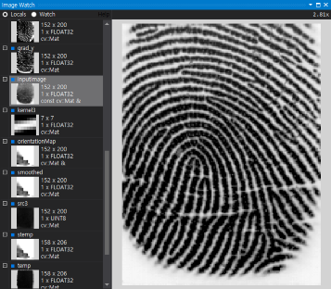 Image Watch
Locals Watch
2.81x
152 x 200
1 x FLOAT32
cv::Mat
grad_y
152 x 200
1 x FLOAT32
cv::Mat
inputImage
152 x 200
1 x FLOAT32
const cv::Mat &
kernel3
7 x 7
1 x FLOAT32
cv::Mat
orientationMap
152 x 200
1 x FLOAT32
cv::Mat &
smoothed
152 x 200
1 x FLOAT32
cv::Mat
src3
152 x 200
1 x UINT8
cv::Mat
stemp
158 x 206
1 x FLOAT32
cv::Mat
temp
158 x 206
1 x FLOAT32